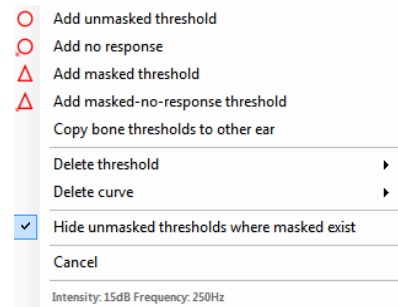 Add unmasked threshold
Add no response
Add masked threshold
Add masked-no-response threshold
Copy bone thresholds to other ear
Delete threshold
Delete curve
Hide unmasked thresholds where masked exist
Cancel
Intensity: 15dB Frequency: 250Hz